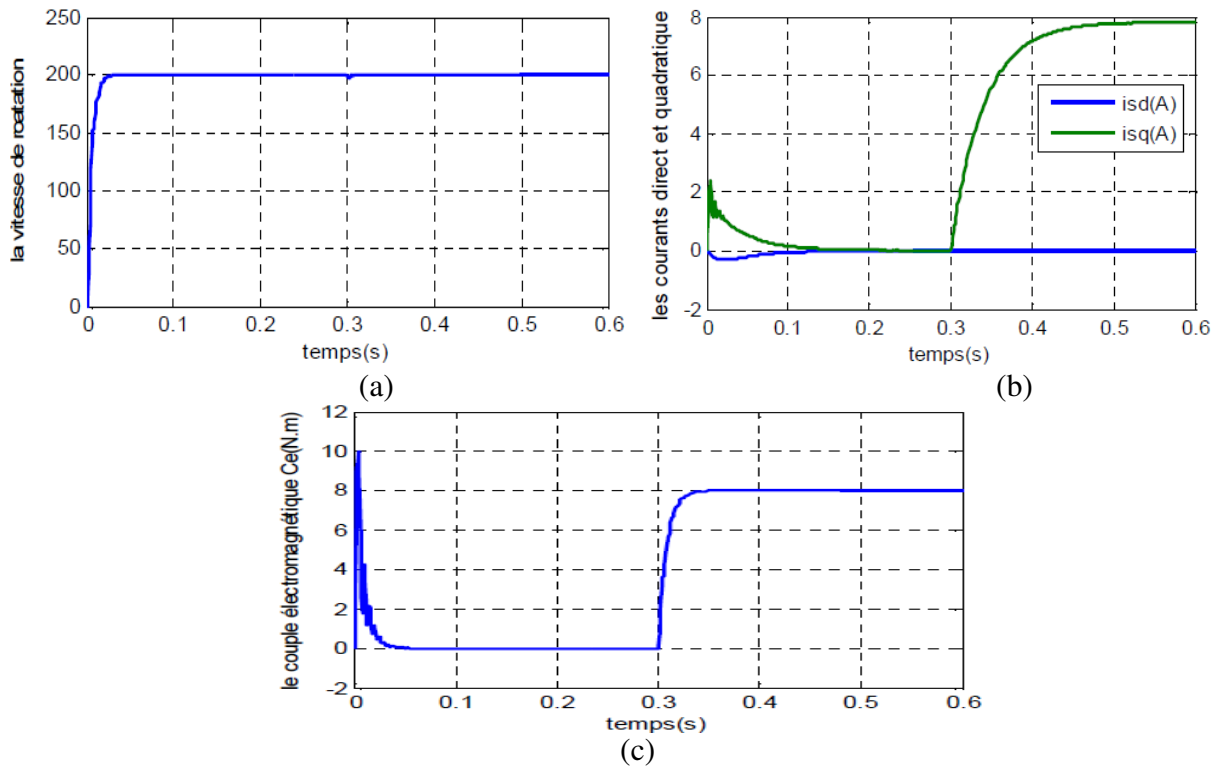 la vitesse de roatation
250
200
150
100
50
0
0 0.1 0.2 0.3 0.4 0.5 0.6
temps(s)
(a)
les courants direct et quadratique
8
6
4
2
0
-2
isd(A)
isq(A)
0 0.1 0.2 0.3 0.4 0.5 0.6
temps(s)
(b)
le couple électromagnétique Ce(N.m)
12
10
8
6
4
2
0
-2
0 0.1 0.2 0.3 0.4 0.5 0.6
temps(s)
(c)